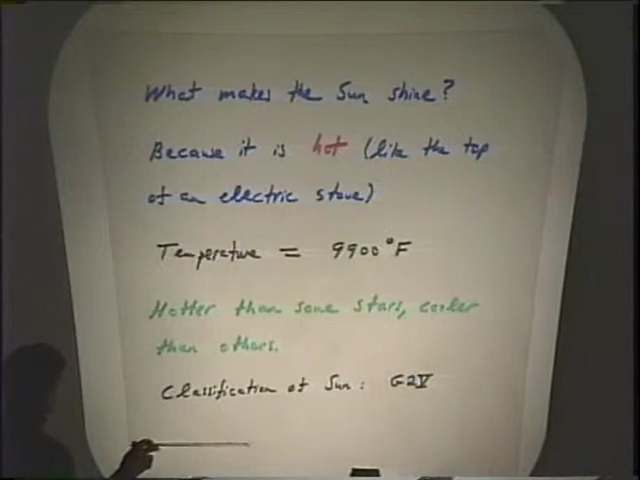 What makes the Sun shine?
Because it is hot (like the top
of an electric stove)
Temperature = 9900°F
Hotter than some stars, cooler
than others.
Classification of Sun: G2V